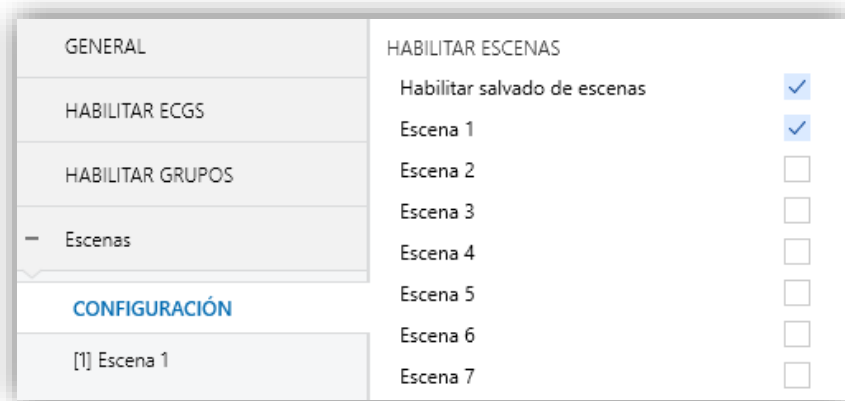 GENERAL
HABILITAR ECGS
HABILITAR GRUPOS
− Escenas
CONFIGURACIÓN
[1] Escena 1
HABILITAR ESCENAS
Habilitar salvado de escenas
Escena 1
Escena 2
Escena 3
Escena 4
Escena 5
Escena 6
Escena 7